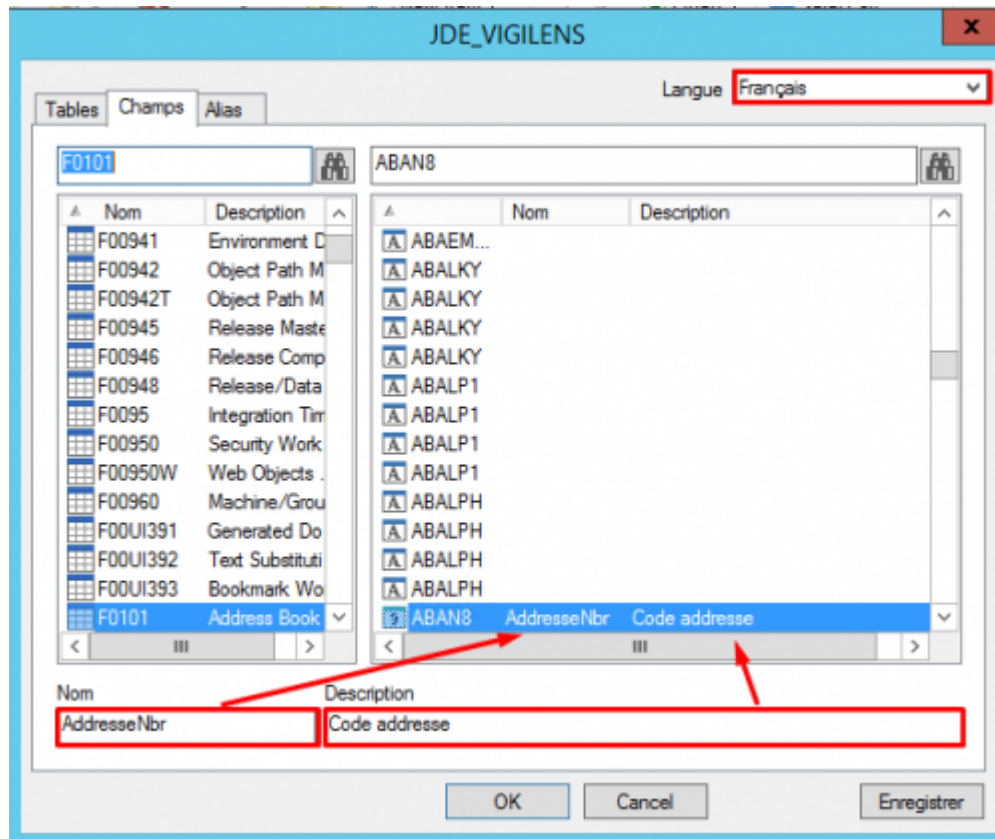 JDE_VIGILENS
x
Langue Français
Tables Champs Alias
F0101 ABAN8
Nom Description Nom Description
F00941 Environment D ABAEM...
F00942 Object Path M ABALKY
F00942T Object Path M ABALKY
F00945 Release Maste ABALKY
F00946 Release Comp ABALKY
F00948 Release/Data ABALP1
F0095 Integration Tim ABALP1
F00950 Security Work ABALP1
F00950W Web Objects . ABALP1
F00960 Machine/Grou ABALPH
F00UI391 Generated Do ABALPH
F00UI392 Text Substituti ABALPH
F00UI393 Bookmark Wo ABALPH
F0101 Address Book ABAN8 AddresseNbr Code addresse
Nom Description
AddresseNbr Code addresse
OK Cancel Enregistrer